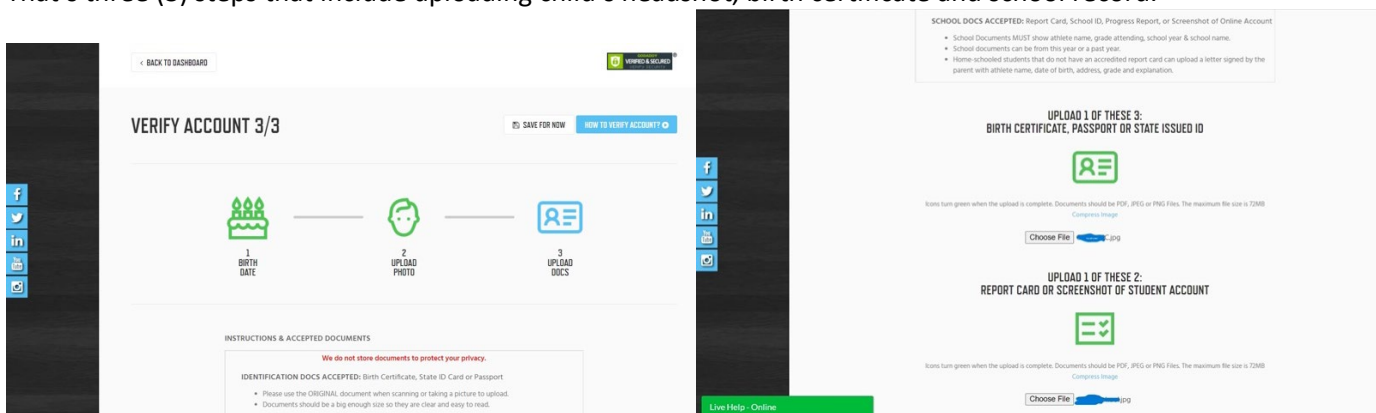 That's three (3) steps that include uploading child's headshot, birth certificate and school record.
< BACK TO DASHBOARD
VERIFIED & SECURED
VERIFY ACCOUNT 3/3
SAVE FOR NOW
HOW TO VERIFY ACCOUNT?
1
BIRTH
DATE
2
UPLOAD
PHOTO
3
UPLOAD
DOCS
INSTRUCTIONS & ACCEPTED DOCUMENTS
We do not store documents to protect your privacy.
IDENTIFICATION DOCS ACCEPTED: Birth Certificate, State ID Card or Passport
• Please use the ORIGINAL document when scanning or taking a picture to upload.
• Documents should be a big enough size so they are clear and easy to read.
SCHOOL DOCS ACCEPTED: Report Card, School ID, Progress Report, or Screenshot of Online Account
• School Documents MUST show athlete name, grade attending, school year & school name.
• School documents can be from this year or a past year.
• Home-schooled students that do not have an accredited report card can upload a letter signed by the
parent with athlete name, date of birth, address, grade and explanation.
UPLOAD 1 OF THESE 3:
BIRTH CERTIFICATE, PASSPORT OR STATE ISSUED ID
Icons turn green when the upload is complete. Documents should be PDF, JPEG or PNG Files. The maximum file size is 72MB
Compress Image
Choose File C.jpg
UPLOAD 1 OF THESE 2:
REPORT CARD OR SCREENSHOT OF STUDENT ACCOUNT
Icons turn green when the upload is complete. Documents should be PDF, JPEG or PNG Files. The maximum file size is 72MB
Compress Image
Choose File jpg
Live Help - Online